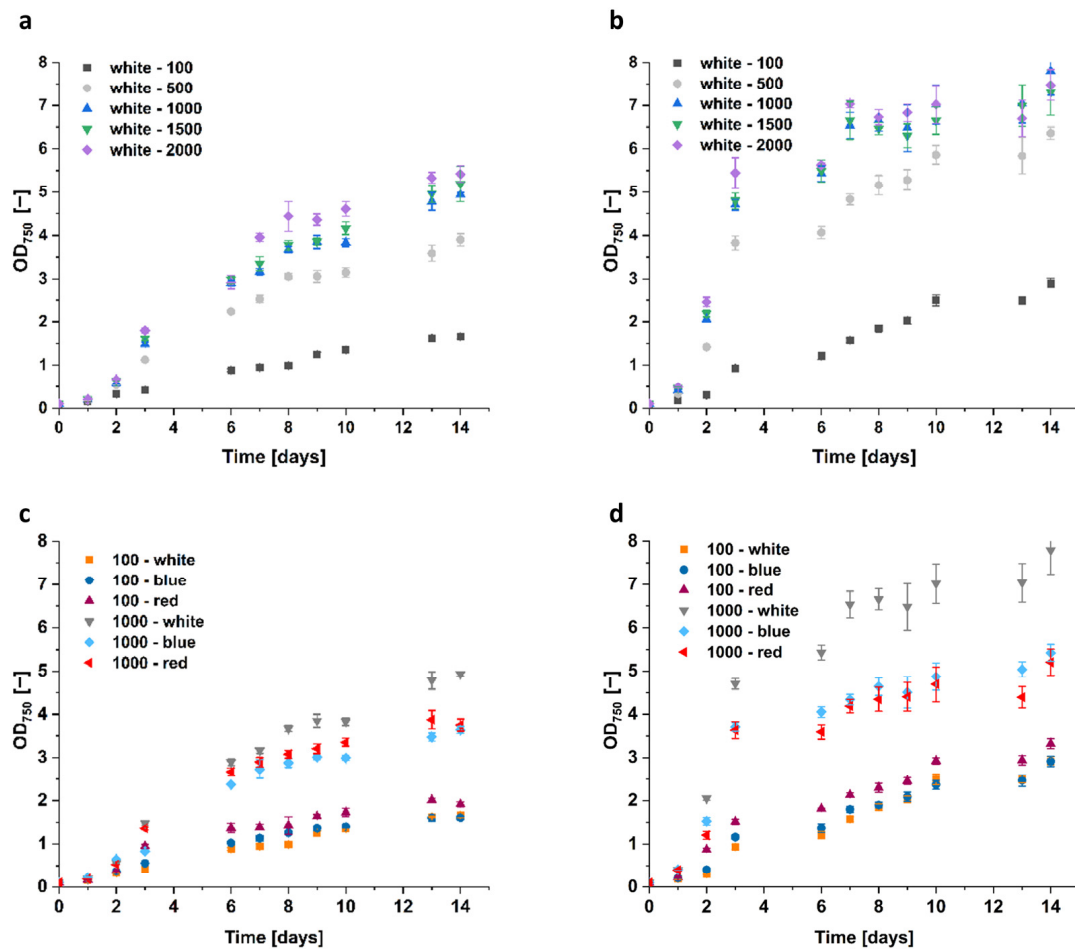 a
8
7
6
5
4
3
2
1
0
OD750 [–]
white - 100
white - 500
white - 1000
white - 1500
white - 2000
0 2 4 6 8 10 12 14
Time [days]
b
8
7
6
5
4
3
2
1
0
OD750 [–]
white - 100
white - 500
white - 1000
white - 1500
white - 2000
0 2 4 6 8 10 12 14
Time [days]
c
8
7
6
5
4
3
2
1
0
OD750 [–]
100 - white
100 - blue
100 - red
1000 - white
1000 - blue
1000 - red
0 2 4 6 8 10 12 14
Time [days]
d
8
7
6
5
4
3
2
1
0
OD750 [–]
100 - white
100 - blue
100 - red
1000 - white
1000 - blue
1000 - red
0 2 4 6 8 10 12 14
Time [days]